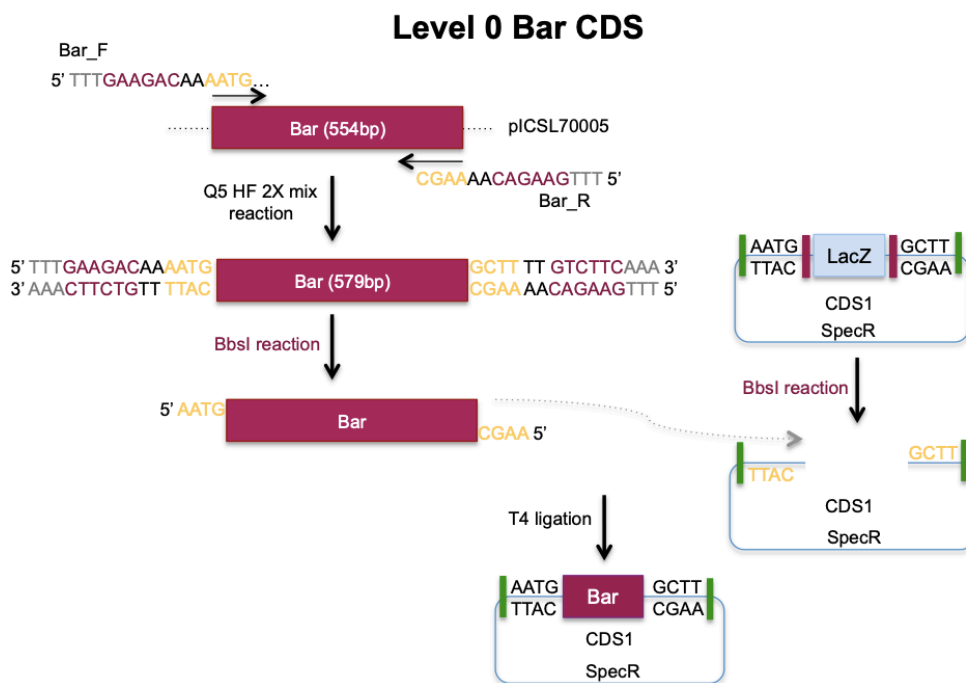 Level 0 Bar CDS
Bar_F
5’ TTTGAAGACAAAATG...
Bar (554bp)
pICSL70005
CGAAAACAGAAGTTT 5’
Bar_R
Q5 HF 2X mix
reaction
5’ TTTGAAGACAAAATG
3’ AAACTTCTGTT TTAC
Bar (579bp)
GCTT TT GTCTTCAAA 3’
CGAA AACAGAAGTTT 5’
AATG
TTAC
LacZ
GCTT
CGAA
CDS1
SpecR
BbsI reaction
BbsI reaction
5’ AATG
Bar
CGAA 5’
TTAC
GCTT
CDS1
SpecR
T4 ligation
AATG
TTAC
Bar
GCTT
CGAA
CDS1
SpecR